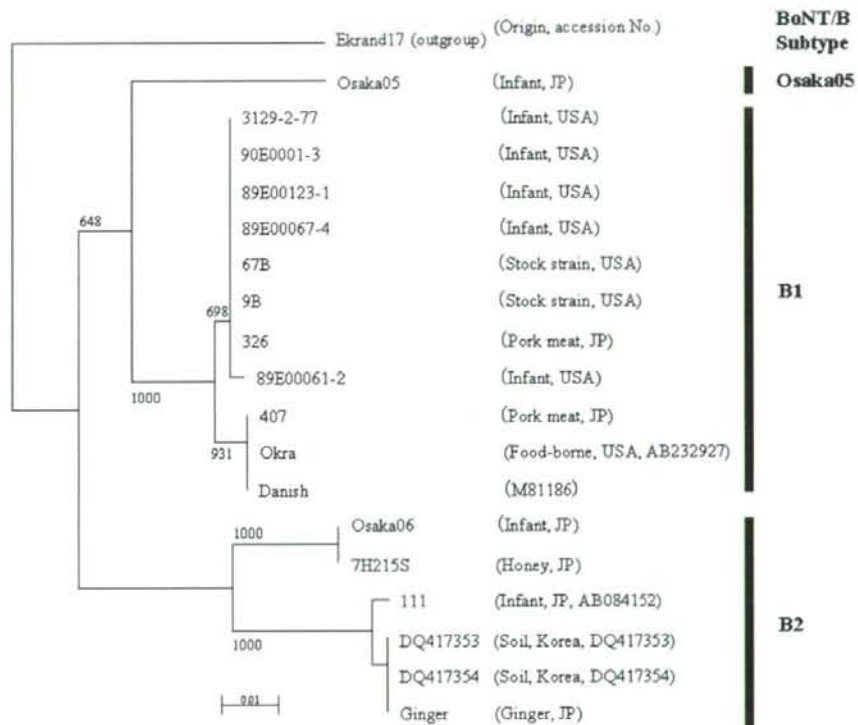 (Origin, accession No.) BoNT/B
Ekrand17 (outgroup) Subtype
Osaka05 (Infant, JP) Osaka05
3129-2-77 (Infant, USA)
90E0001-3 (Infant, USA)
89E00123-1 (Infant, USA)
648 89E00067-4 (Infant, USA)
67B (Stock strain, USA)
9B (Stock strain, USA) B1
698
326 (Pork meat, JP)
89E00061-2 (Infant, USA)
1000
407 (Pork meat, JP)
931 Okra (Food-borne, USA, AB232927)
Danish (M81186)
Osaka06 (Infant, JP)
1000
7H215S (Honey, JP)
111 (Infant, JP, AB084152)
B2
1000 DQ417353 (Soil, Korea, DQ417353)
DQ417354 (Soil, Korea, DQ417354)
0.01
Ginger (Ginger, JP)